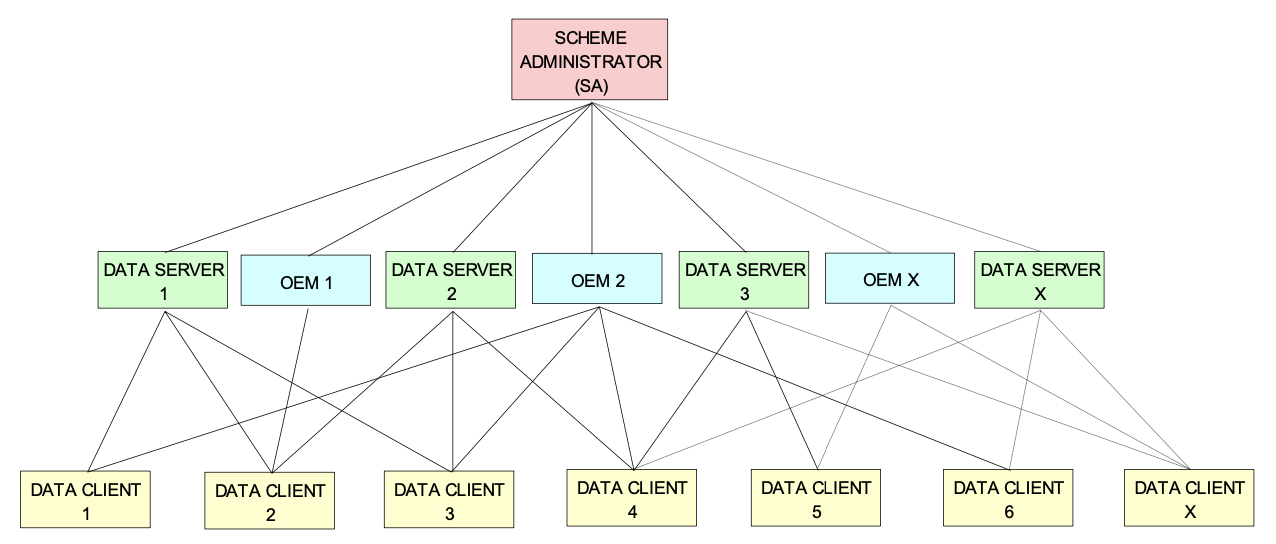 SCHEME
ADMINISTRATOR
(SA)
DATA SERVER
1
OEM 1
DATA SERVER
2
OEM 2
DATA SERVER
3
OEM X
DATA SERVER
X
DATA CLIENT
1
DATA CLIENT
2
DATA CLIENT
3
DATA CLIENT
4
DATA CLIENT
5
DATA CLIENT
6
DATA CLIENT
X